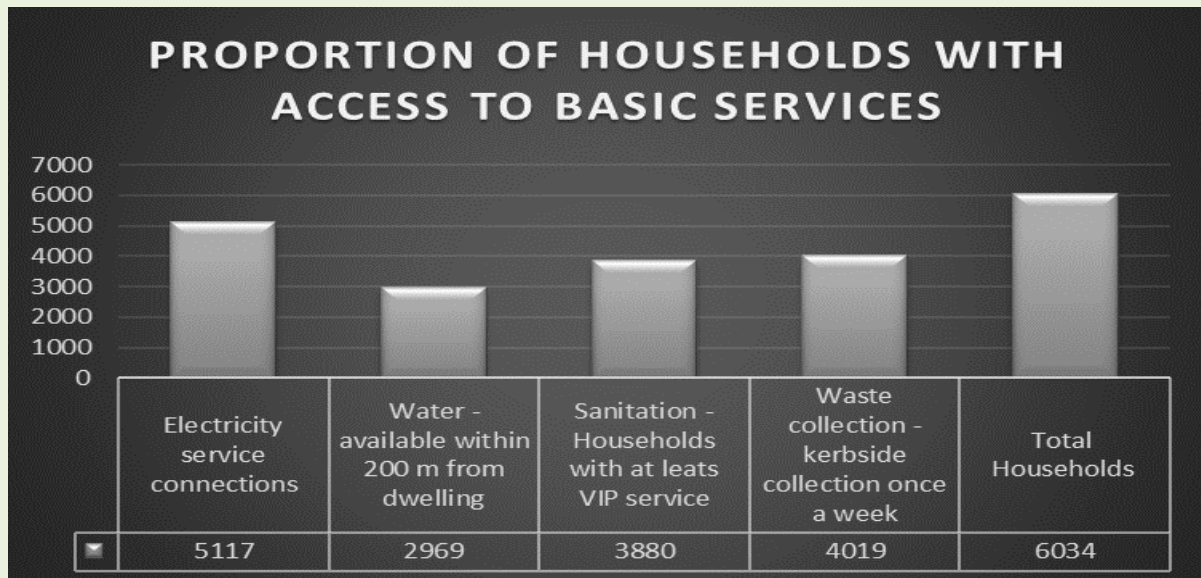 PROPORTION OF HOUSEHOLDS WITH
ACCESS TO BASIC SERVICES
7000
6000
5000
4000
3000
2000
1000
0
Electricity
service
connections
Water -
available within
200 m from
dwelling
Sanitation -
Households
with at leats
VIP service
Waste
collection -
kerbside
collection once
a week
Total
Households
5117
2969
3880
4019
6034